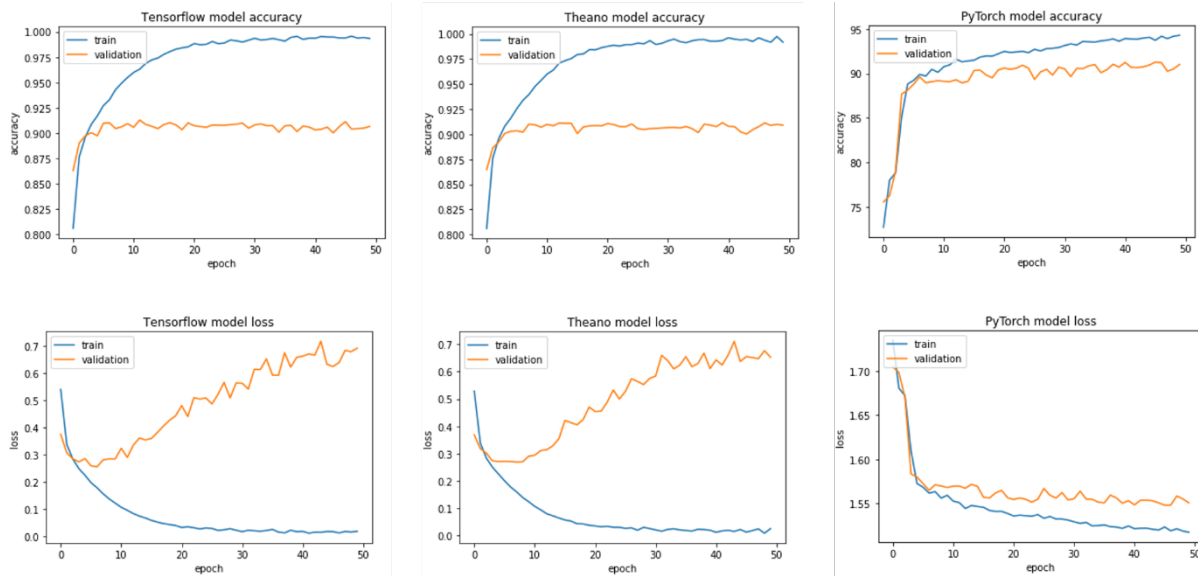 Tensorflow model accuracy
train
validation
accuracy
1.000
0.975
0.950
0.925
0.900
0.875
0.850
0.825
0.800
0
10
20
30
40
50
epoch
Theano model accuracy
train
validation
accuracy
1.000
0.975
0.950
0.925
0.900
0.875
0.850
0.825
0.800
0
10
20
30
40
50
epoch
PyTorch model accuracy
train
validation
accuracy
95
90
85
80
75
0
10
20
30
40
50
epoch
Tensorflow model loss
train
validation
loss
0.7
0.6
0.5
0.4
0.3
0.2
0.1
0.0
0
10
20
30
40
50
epoch
Theano model loss
train
validation
loss
0.7
0.6
0.5
0.4
0.3
0.2
0.1
0.0
0
10
20
30
40
50
epoch
PyTorch model loss
train
validation
loss
1.70
1.65
1.60
1.55
0
10
20
30
40
50
epoch